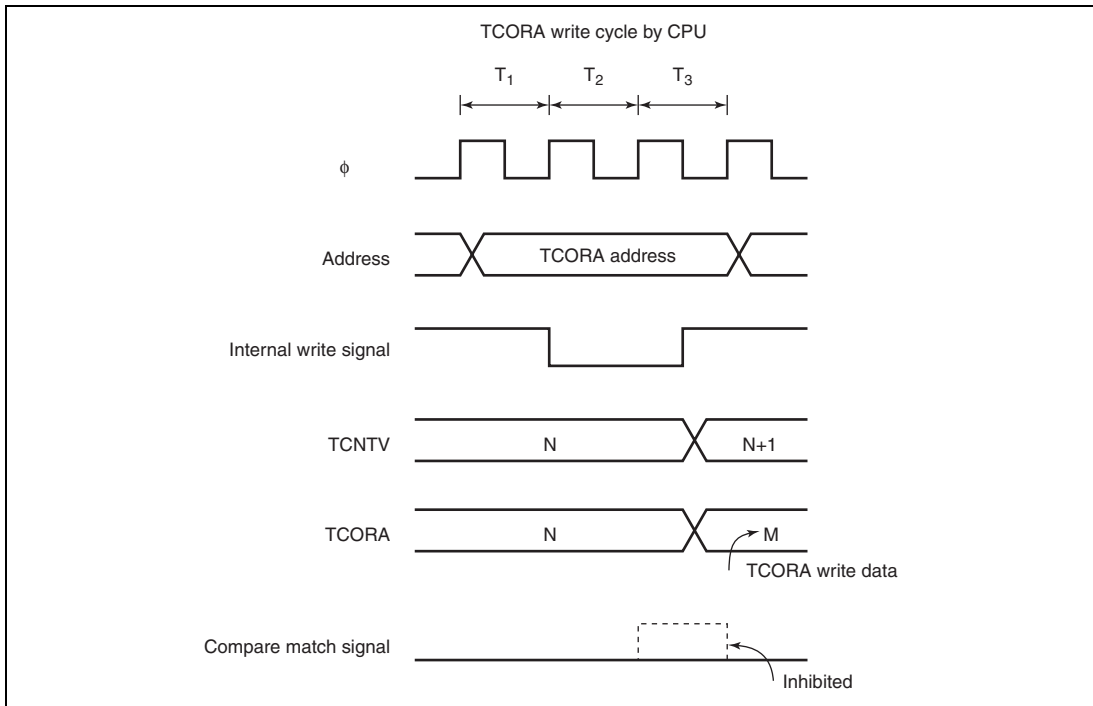 TCORA write cycle by CPU
T1 T2 T3
ϕ
Address TCORA address
Internal write signal
TCNTV N N+1
TCORA N M
TCORA write data
Compare match signal
Inhibited